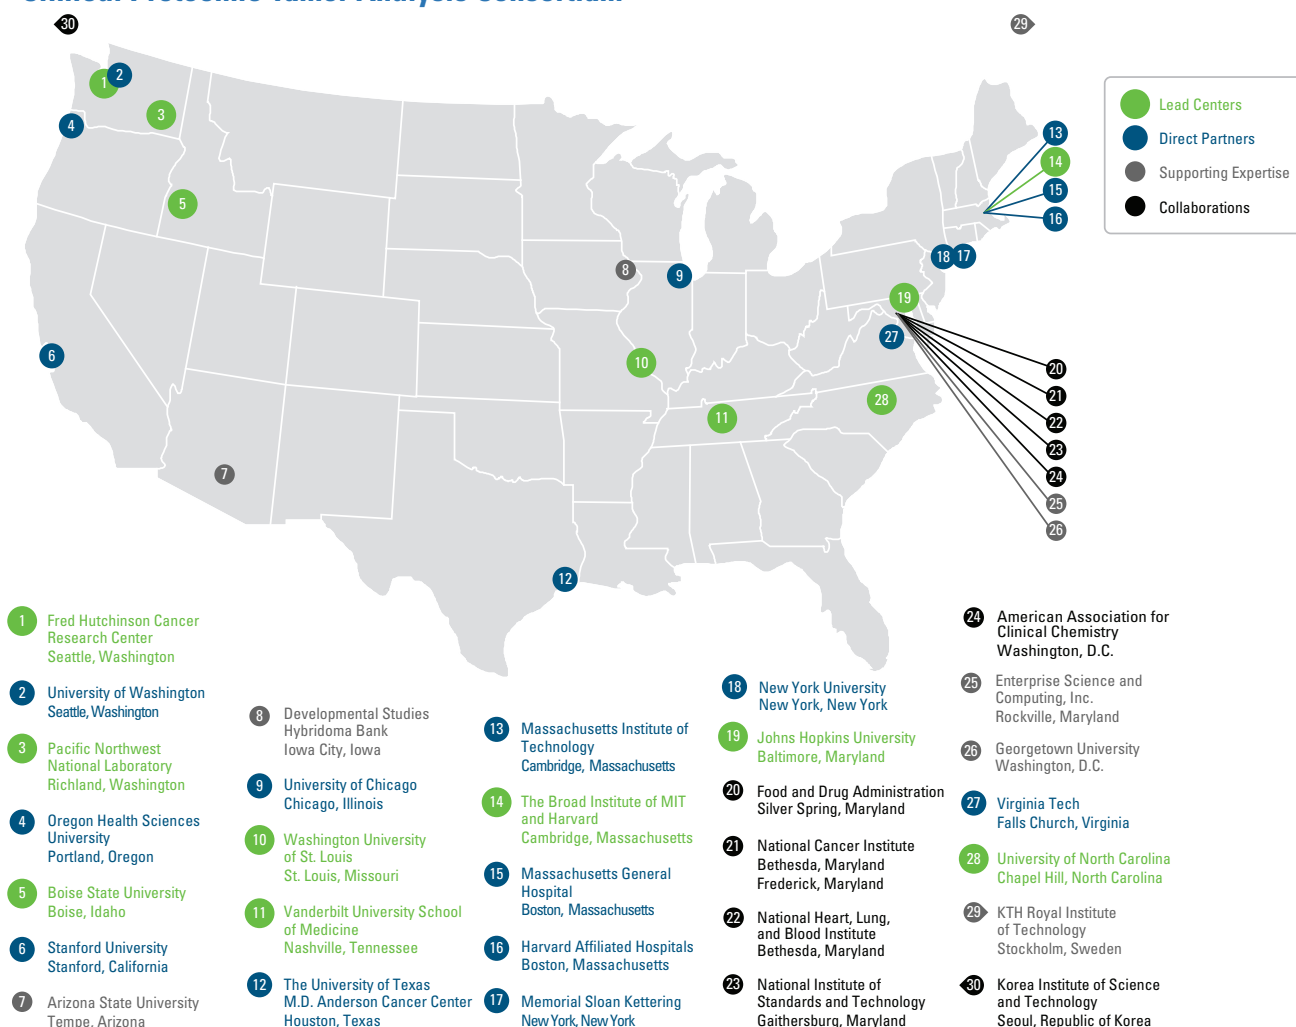 Clinical Proteomic Tumor Analysis Consortium
30
29
1
2
3
4
5
6
7
8
9
10
11
12
13
14
15
16
18
17
19
27
28
20
21
22
23
24
25
26
Lead Centers
Direct Partners
Supporting Expertise
Collaborations
1 Fred Hutchinson Cancer
Research Center
Seattle, Washington
2 University of Washington
Seattle, Washington
3 Pacific Northwest
National Laboratory
Richland, Washington
4 Oregon Health Sciences
University
Portland, Oregon
5 Boise State University
Boise, Idaho
6 Stanford University
Stanford, California
7 Arizona State University
Tempe, Arizona
8 Developmental Studies
Hybridoma Bank
Iowa City, Iowa
9 University of Chicago
Chicago, Illinois
10 Washington University
of St. Louis
St. Louis, Missouri
11 Vanderbilt University School
of Medicine
Nashville, Tennessee
12 The University of Texas
M.D. Anderson Cancer Center
Houston, Texas
13 Massachusetts Institute of
Technology
Cambridge, Massachusetts
14 The Broad Institute of MIT
and Harvard
Cambridge, Massachusetts
15 Massachusetts General
Hospital
Boston, Massachusetts
16 Harvard Affiliated Hospitals
Boston, Massachusetts
17 Memorial Sloan Kettering
New York, New York
18 New York University
New York, New York
19 Johns Hopkins University
Baltimore, Maryland
20 Food and Drug Administration
Silver Spring, Maryland
21 National Cancer Institute
Bethesda, Maryland
Frederick, Maryland
22 National Heart, Lung,
and Blood Institute
Bethesda, Maryland
23 National Institute of
Standards and Technology
Gaithersburg, Maryland
24 American Association for
Clinical Chemistry
Washington, D.C.
25 Enterprise Science and
Computing, Inc.
Rockville, Maryland
26 Georgetown University
Washington, D.C.
27 Virginia Tech
Falls Church, Virginia
28 University of North Carolina
Chapel Hill, North Carolina
29 KTH Royal Institute
of Technology
Stockholm, Sweden
30 Korea Institute of Science
and Technology
Seoul, Republic of Korea